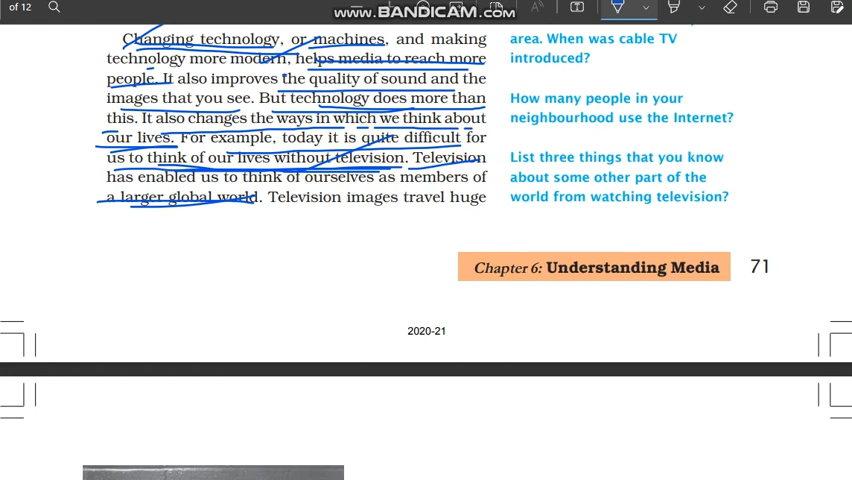 of 12
WWW.BANDICAM.COM
Changing technology, or machines, and making
technology more modern, helps media to reach more
people. It also improves the quality of sound and the
images that you see. But technology does more than
this. It also changes the ways in which we think about
our lives. For example, today it is quite difficult for
us to think of our lives without television. Television
has enabled us to think of ourselves as members of
a larger global world. Television images travel huge
area. When was cable TV
introduced?
How many people in your
neighbourhood use the Internet?
List three things that you know
about some other part of the
world from watching television?
Chapter 6: Understanding Media 71
2020-21